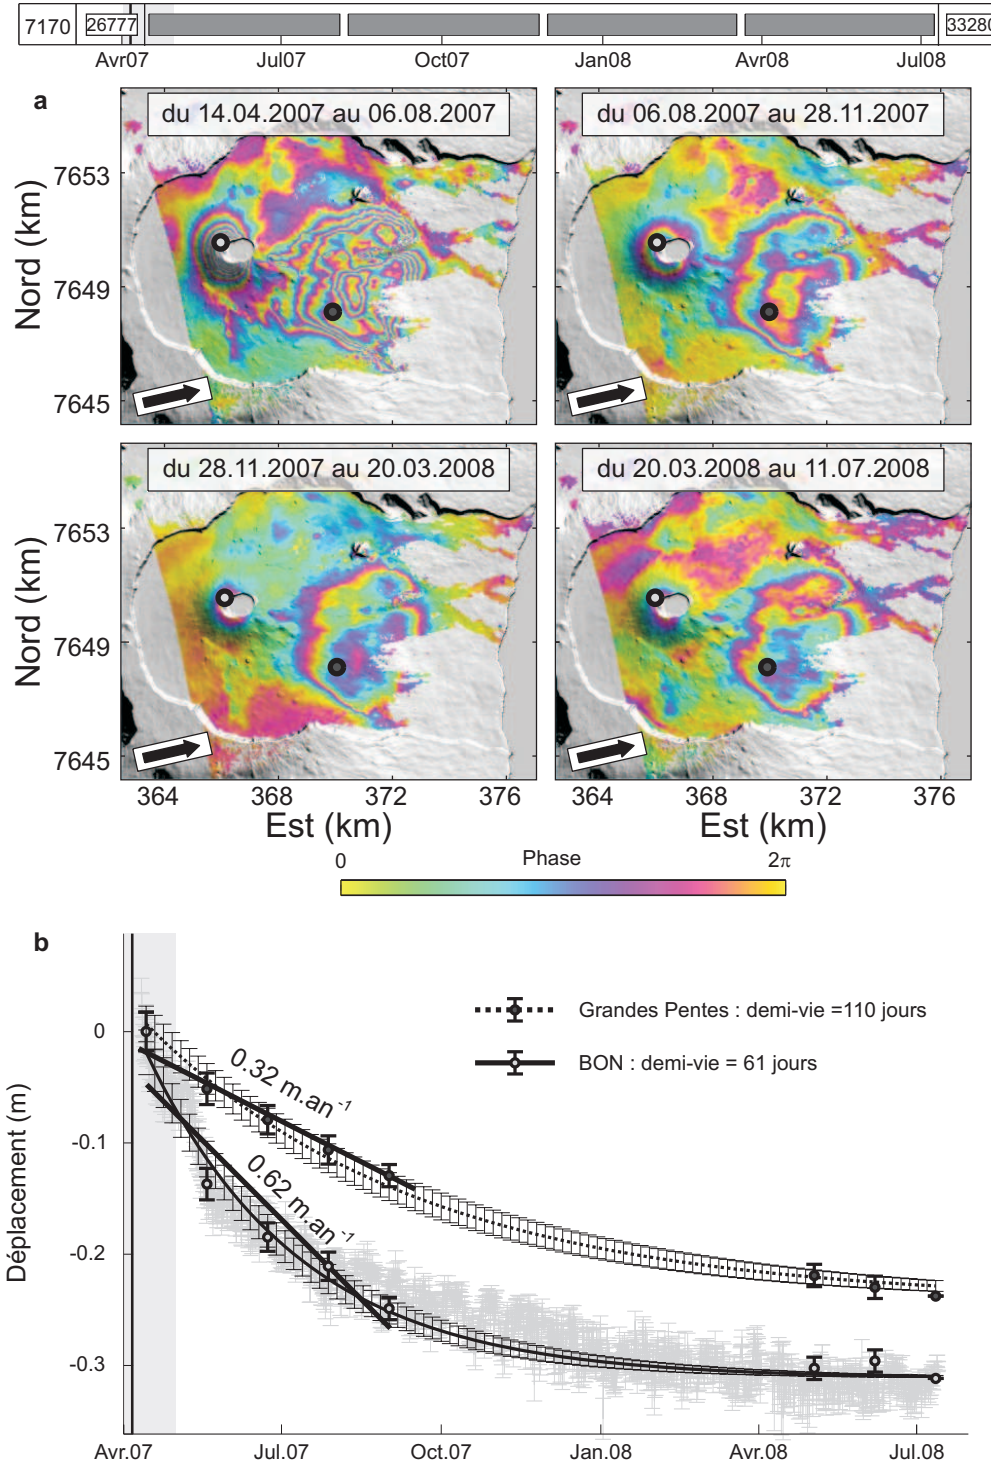 7170 26777 33280
Avr07 Jul07 Oct07 Jan08 Avr08 Jul08
a
du 14.04.2007 au 06.08.2007
du 06.08.2007 au 28.11.2007
Nord (km)
7653
7649
7645
du 28.11.2007 au 20.03.2008
du 20.03.2008 au 11.07.2008
Nord (km)
7653
7649
7645
364 368 372 376
364 368 372 376
Est (km)
Est (km)
0 Phase 2π
b
Grandes Pentes : demi-vie =110 jours
BON : demi-vie = 61 jours
0.32 m.an⁻¹
0.62 m.an⁻¹
Déplacement (m)
0
-0.1
-0.2
-0.3
Avr.07 Jul.07 Oct.07 Jan.08 Avr.08 Jul.08